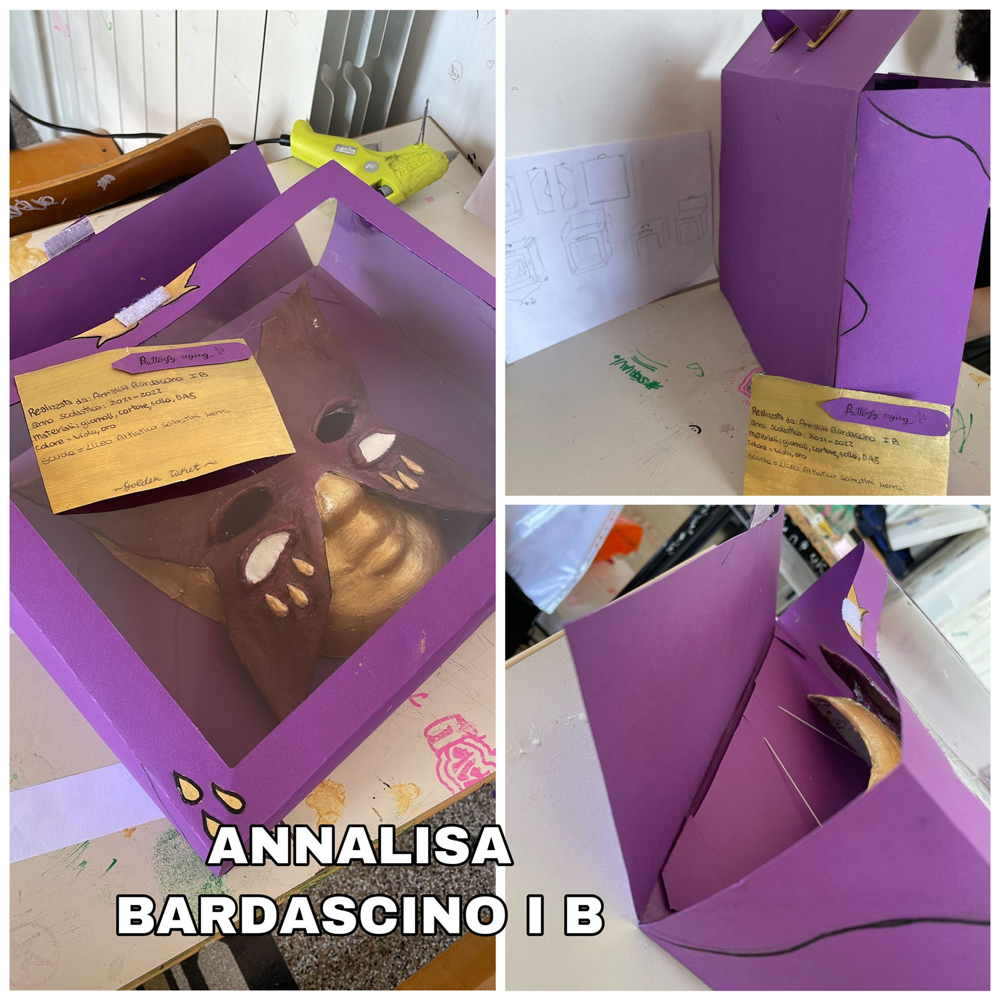 Butterfly crying
Realizzata da: Annalisa Bardascino I B
anno scolastico: 2021-2022
materiali: giornali, cartone, colla, DAS
colore = viola, oro
scuola = Liceo Artistico Sabatini Menna
~Golden Ticket~
Butterfly crying
Realizzata da: Annalisa Bardascino I B
anno scolastico: 2021-2022
materiali: giornali, cartone, colla, DAS
colore = viola, oro
scuola = Liceo Artistico Sabatini Menna
ANNALISA
BARDASCINO I B